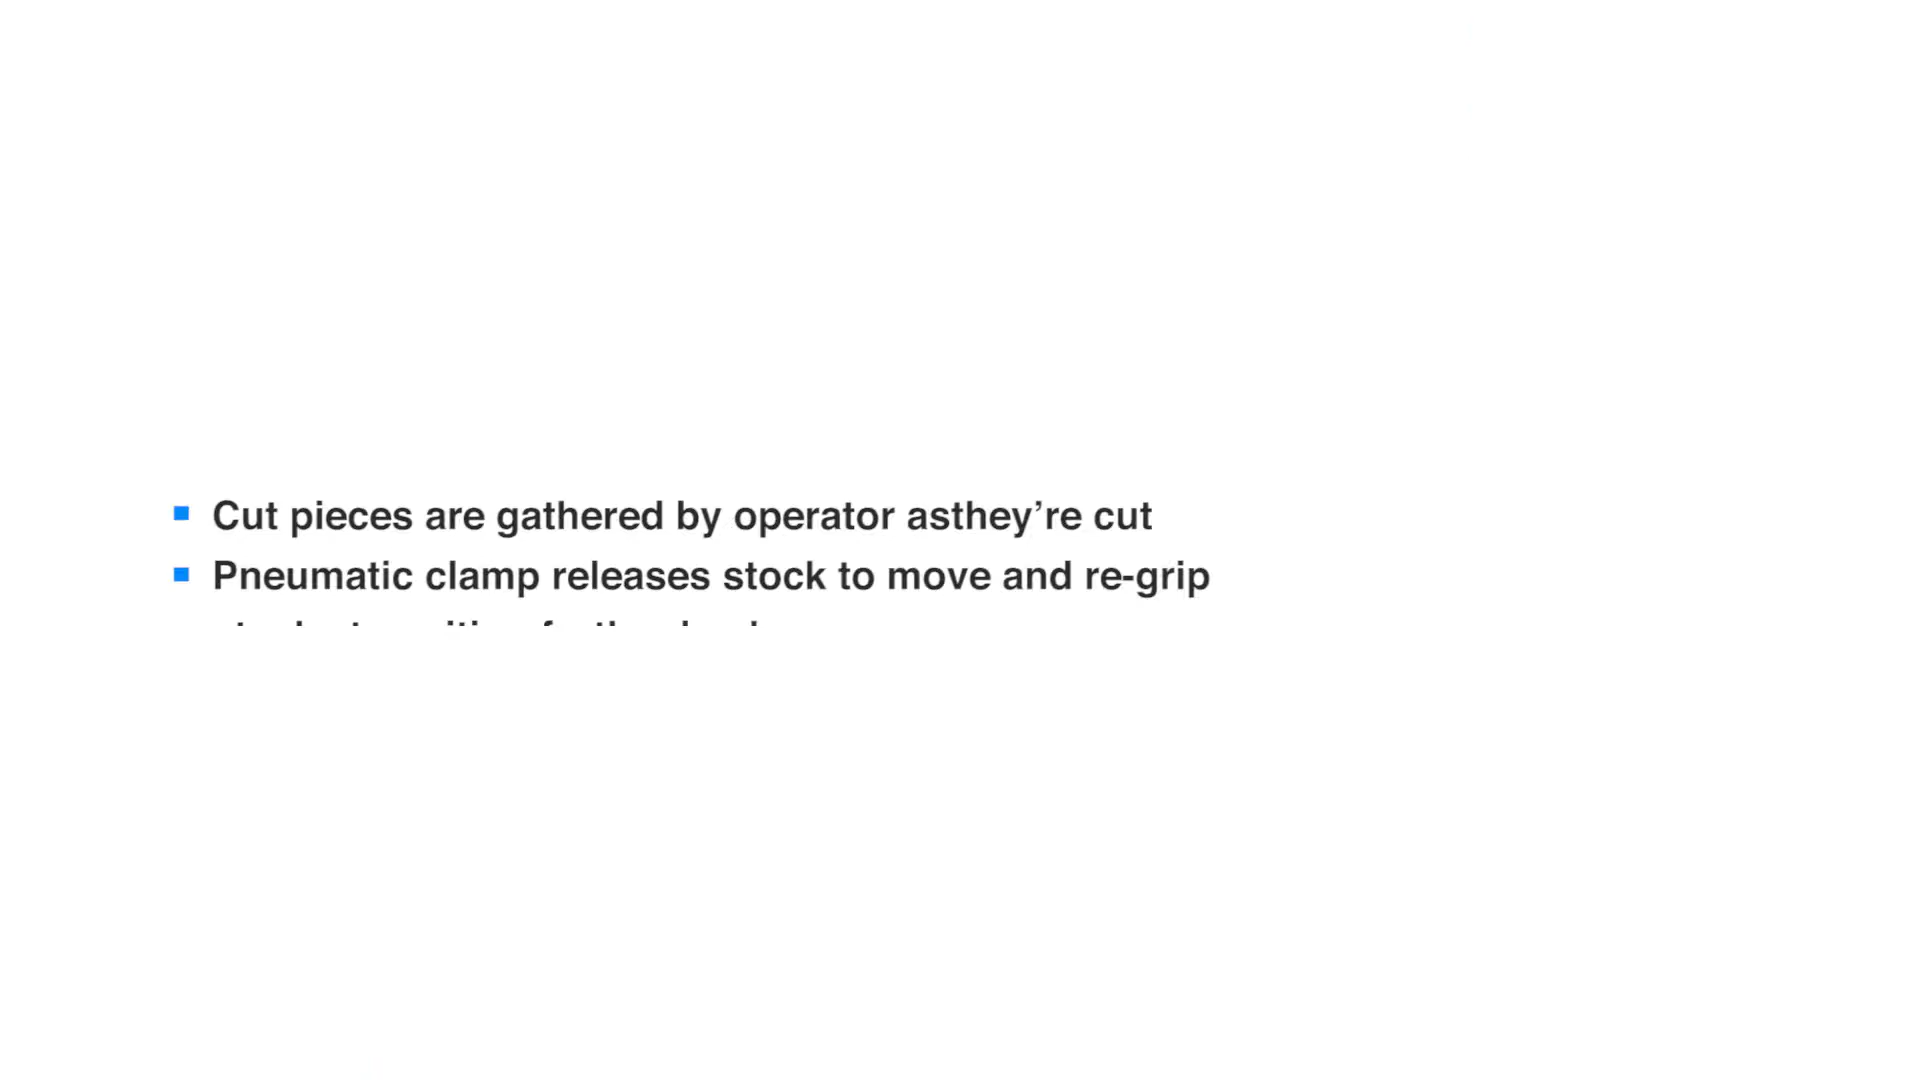 Cut pieces are gathered by operator asthey’re cut
Pneumatic clamp releases stock to move and re-grip